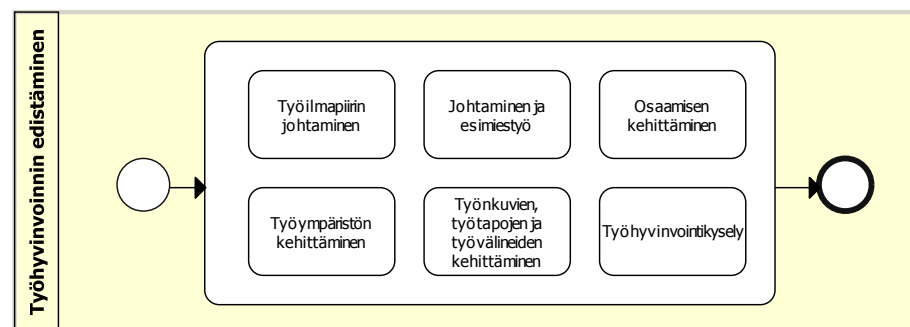 Työhyvinvoinnin edistäminen
Työilmapiirin
johtaminen
Johtaminen ja
esimiestyö
Osaamisen
kehittäminen
Työympäristön
kehittäminen
Työnkuvien,
työtapojen ja
työvälineiden
kehittäminen
Työhyvinvointikysely